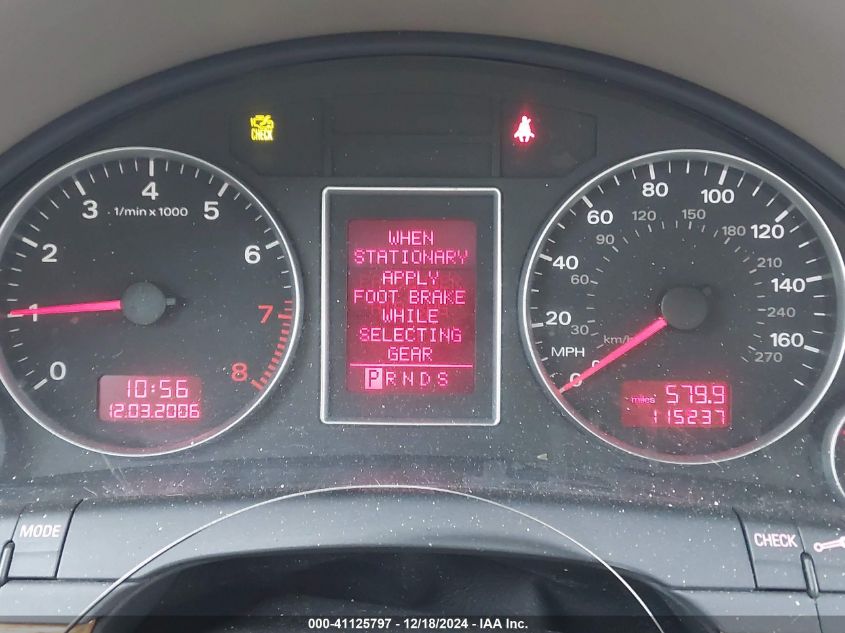 CHECK
0 1 2 3 4 5 6 7 8
1/min x 1000
10:56
12.03.2006
WHEN
STATIONARY
APPLY
FOOT BRAKE
WHILE
SELECTING
GEAR
P R N D S
0 20 40 60 80 100 120 140 160
30 60 90 120 150 180 210 240 270
MPH
km/h
miles 579.9
115237
MODE
CHECK
000-41125797 - 12/18/2024 - IAA Inc.